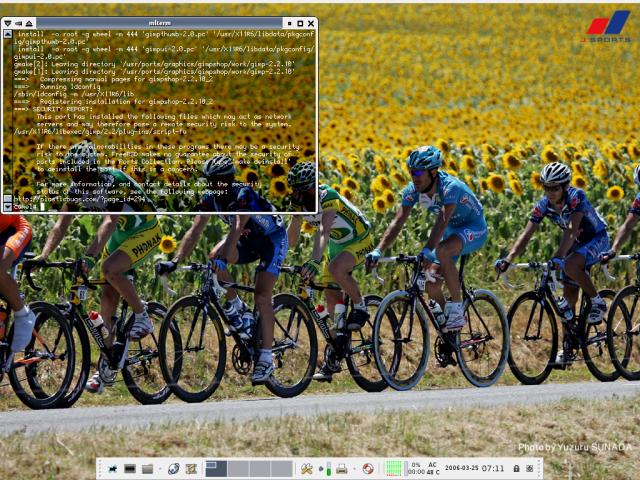 mlterm
install  -o root -g wheel -m 444 'gimpthumb-2.0.pc' '/usr/X11R6/libdata/pkgconf
ig/gimpthumb-2.0.pc'
install  -o root -g wheel -m 444 'gimpui-2.0.pc' '/usr/X11R6/libdata/pkgconfig/
gimpui-2.0.pc'
gmake[2]: Leaving directory '/usr/ports/graphics/gimpshop/work/gimp-2.2.10'
gmake[1]: Leaving directory '/usr/ports/graphics/gimpshop/work/gimp-2.2.10'
===>   Compressing manual pages for gimpshop-2.2.10_2
===>   Running ldconfig
/sbin/ldconfig -m /usr/X11R6/lib
===>   Registering installation for gimpshop-2.2.10_2
===> SECURITY REPORT:
This port has installed the following files which may act as network
servers and may therefore pose a remote security risk to the system.
/usr/X11R6/libexec/gimp/2.2/plug-ins/script-fu
If there are vulnerabilities in these programs there may be a security
risk to the system. FreeBSD makes no guarantee about the security of
ports included in the Ports Collection. Please type 'make deinstall'
to deinstall the port if this is a concern.
For more information, and contact details about the security
status of this software, see the following webpage:
http://plasticbugs.com/?page_id=294
J SPORTS
PHONAK
PHONAK
Photo by Yuzuru SUNADA
0% AC 2006-03-25 07:11
00:00 48 C